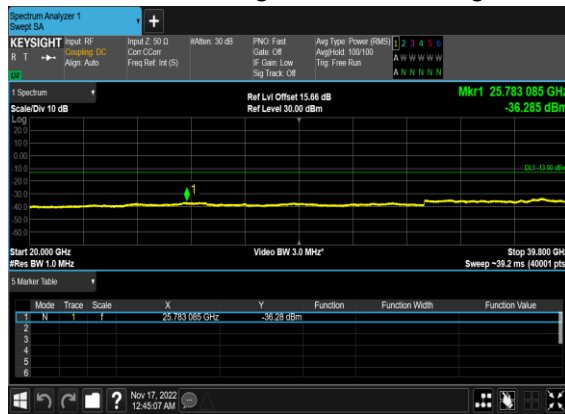 Spectrum Analyzer 1
Swept SA
+
KEYSIGHT Input: RF Input Z: 50 Ω #Atten: 30 dB PNO: Fast Avg Type: Power (RMS) 1 2 3 4 5 6
R T Coupling: DC Corr CCorr Gate: Off Avg|Hold: 100/100 A W W W W W
Align: Auto Freq Ref: Int (S) IF Gain: Low Trig: Free Run
LW Sig Track: Off A N N N N N
1 Spectrum Ref Lvl Offset 15.66 dB Mkr1 25.783 085 GHz
Scale/Div 10 dB Ref Level 30.00 dBm -36.285 dBm
Log
20.0
10.0
0.00
-10.0 DL1 -13.00 dBm
-20.0
-30.0 1
-40.0
-50.0
-60.0
Start 20.000 GHz Video BW 3.0 MHz* Stop 39.800 GHz
#Res BW 1.0 MHz Sweep ~39.2 ms (40001 pts)
5 Marker Table
Mode Trace Scale X Y Function Function Width Function Value
1 N 1 f 25.783 085 GHz -36.28 dBm
2
3
4
5
6
? Nov 17, 2022
12:45:07 AM